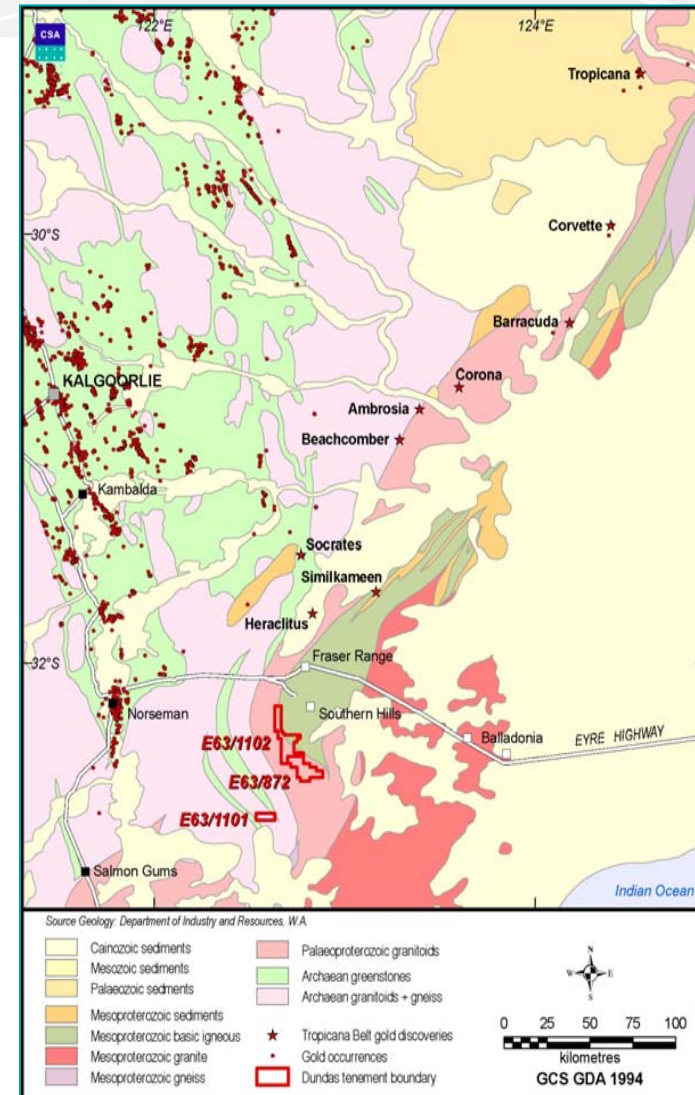 CSA
122°E
124°E
Tropicana
Corvette
30°S
Barracuda
KALGOORLIE
Corona
Ambrosia
Beachcomber
Kambalda
Socrates
Similkameen
Heraclitus
32°S
Fraser Range
Norseman
Southern Hills
E63/1102
Balladonia
EYRE HIGHWAY
E63/872
E63/1101
Salmon Gums
Indian Ocean
Source Geology: Department of Industry and Resources, W.A.
Cainozoic sediments
Mesozoic sediments
Palaeozoic sediments
Mesoproterozoic sediments
Mesoproterozoic basic igneous
Mesoproterozoic granite
Mesoproterozoic gneiss
Palaeoproterozoic granitoids
Archaean greenstones
Archaean granitoids + gneiss
Tropicana Belt gold discoveries
Gold occurrences
Dundas tenement boundary
N
W E
S
0 25 50 75 100
kilometres
GCS GDA 1994